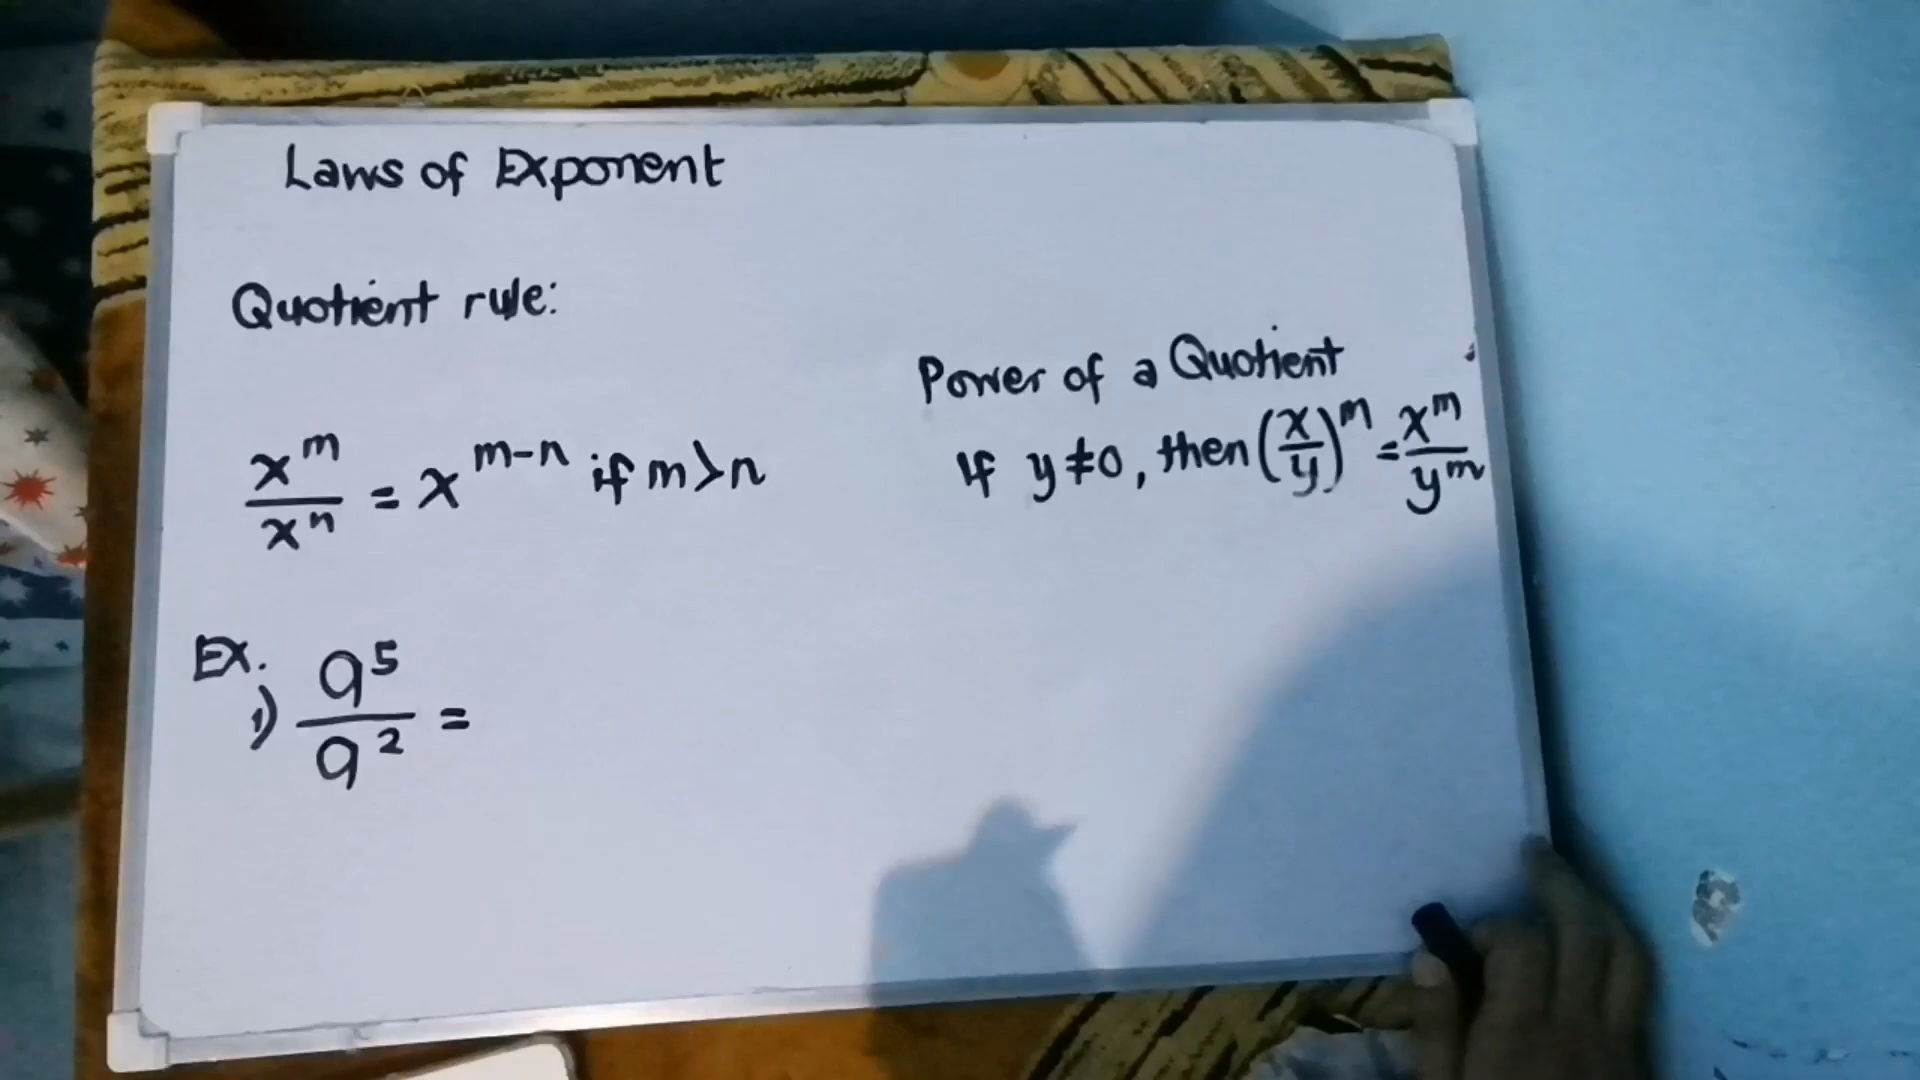 Laws of Exponent
Quotient rule:
x^m/x^n = x^(m-n) if m>n
Power of a Quotient
If y≠0, then (x/y)^m = x^m/y^m
Ex.
1) 9^5/9^2 =